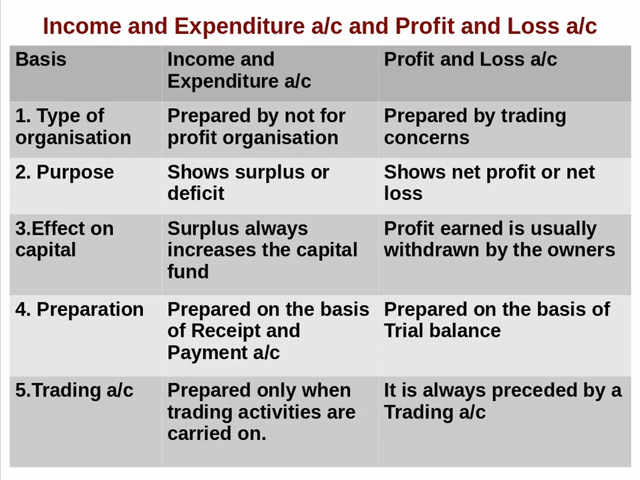 Income and Expenditure a/c and Profit and Loss a/c
Basis
Income and
Expenditure a/c
Profit and Loss a/c
1. Type of
organisation
Prepared by not for
profit organisation
Prepared by trading
concerns
2. Purpose
Shows surplus or
deficit
Shows net profit or net
loss
3.Effect on
capital
Surplus always
increases the capital
fund
Profit earned is usually
withdrawn by the owners
4. Preparation
Prepared on the basis
of Receipt and
Payment a/c
Prepared on the basis of
Trial balance
5.Trading a/c
Prepared only when
trading activities are
carried on.
It is always preceded by a
Trading a/c